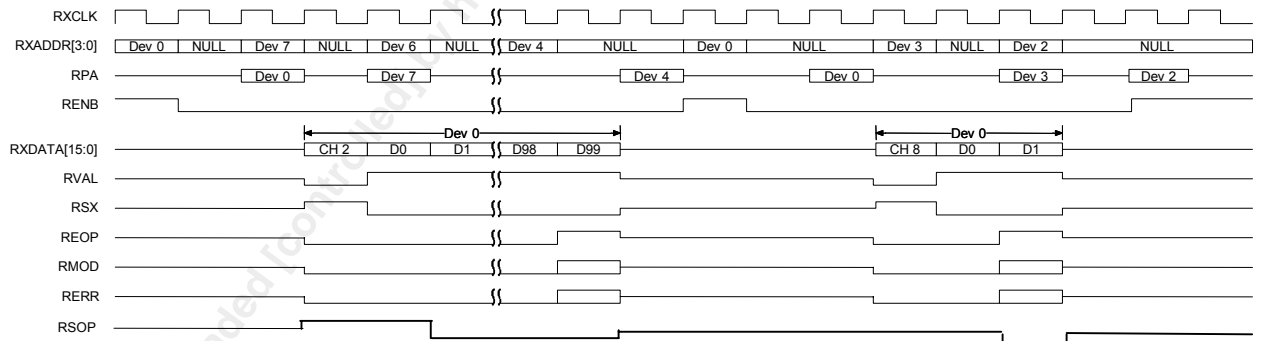 RXCLK
RXADDR[3:0] Dev 0 NULL Dev 7 NULL Dev 6 NULL Dev 4 NULL Dev 0 NULL Dev 3 NULL Dev 2 NULL
RPA Dev 0 Dev 7 Dev 4 Dev 0 Dev 3 Dev 2
RENB
Dev 0 Dev 0
RXDATA[15:0] CH 2 D0 D1 D98 D99 CH 8 D0 D1
RVAL
RSX
REOP
RMOD
RERR
RSOP
ded [controlled] by h